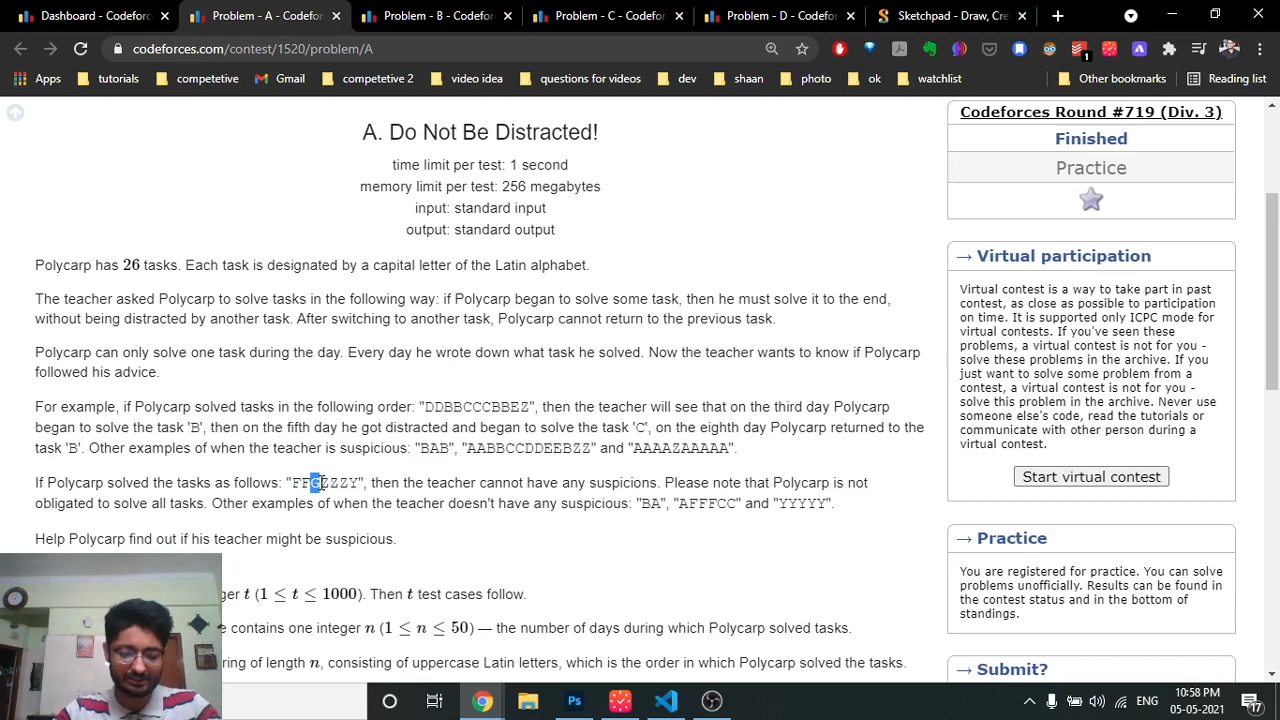 Dashboard - Codeforces
Problem - A - Codeforces
Problem - B - Codeforces
Problem - C - Codeforces
Problem - D - Codeforces
Sketchpad - Draw, Cre
codeforces.com/contest/1520/problem/A
1
Apps
tutorials
competetive
Gmail
competetive 2
video idea
questions for videos
dev
shaan
photo
ok
watchlist
Other bookmarks
Reading list
A. Do Not Be Distracted!
time limit per test: 1 second
memory limit per test: 256 megabytes
input: standard input
output: standard output
Polycarp has 26 tasks. Each task is designated by a capital letter of the Latin alphabet.
The teacher asked Polycarp to solve tasks in the following way: if Polycarp began to solve some task, then he must solve it to the end,
without being distracted by another task. After switching to another task, Polycarp cannot return to the previous task.
Polycarp can only solve one task during the day. Every day he wrote down what task he solved. Now the teacher wants to know if Polycarp
followed his advice.
For example, if Polycarp solved tasks in the following order: "DDBBCCCBBEZ", then the teacher will see that on the third day Polycarp
began to solve the task 'B', then on the fifth day he got distracted and began to solve the task 'C', on the eighth day Polycarp returned to the
task 'B'. Other examples of when the teacher is suspicious: "BAB", "AABBCCDDEEBZZ" and "AAAAZAAAAA".
If Polycarp solved the tasks as follows: "FFGZZZY", then the teacher cannot have any suspicions. Please note that Polycarp is not
obligated to solve all tasks. Other examples of when the teacher doesn't have any suspicious: "BA", "AFFFCC" and "YYYYY".
Help Polycarp find out if his teacher might be suspicious.
ger t (1 ≤ t ≤ 1000). Then t test cases follow.
e contains one integer n (1 ≤ n ≤ 50) — the number of days during which Polycarp solved tasks.
ring of length n, consisting of uppercase Latin letters, which is the order in which Polycarp solved the tasks.
Codeforces Round #719 (Div. 3)
Finished
Practice
→ Virtual participation
Virtual contest is a way to take part in past
contest, as close as possible to participation
on time. It is supported only ICPC mode for
virtual contests. If you've seen these
problems, a virtual contest is not for you -
solve these problems in the archive. If you
just want to solve some problem from a
contest, a virtual contest is not for you -
solve this problem in the archive. Never use
someone else's code, read the tutorials or
communicate with other person during a
virtual contest.
Start virtual contest
→ Practice
You are registered for practice. You can solve
problems unofficially. Results can be found in
the contest status and in the bottom of
standings.
→ Submit?
ENG
10:58 PM
05-05-2021
17